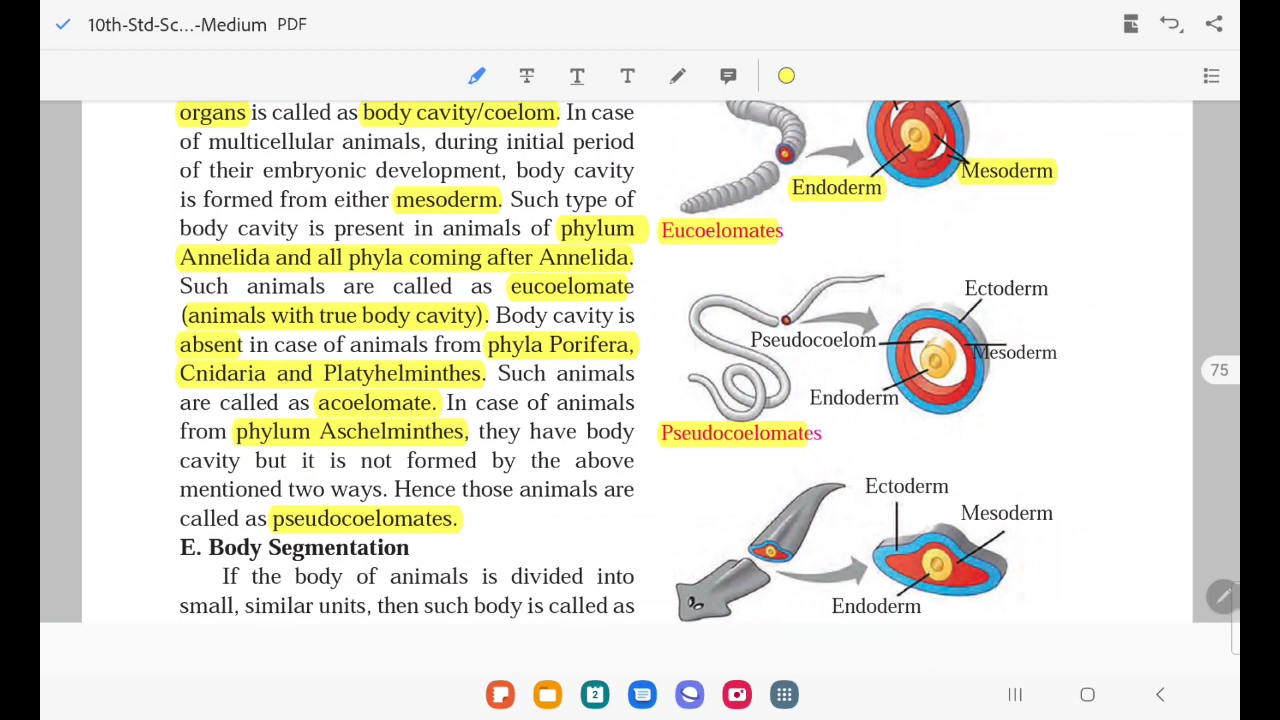 10th-Std-Sc...-Medium PDF
organs is called as body cavity/coelom. In case
of multicellular animals, during initial period
of their embryonic development, body cavity
is formed from either mesoderm. Such type of
body cavity is present in animals of phylum
Annelida and all phyla coming after Annelida.
Such animals are called as eucoelomate
(animals with true body cavity). Body cavity is
absent in case of animals from phyla Porifera,
Cnidaria and Platyhelminthes. Such animals
are called as acoelomate. In case of animals
from phylum Aschelminthes, they have body
cavity but it is not formed by the above
mentioned two ways. Hence those animals are
called as pseudocoelomates.
E. Body Segmentation
If the body of animals is divided into
small, similar units, then such body is called as
Mesoderm
Endoderm
Eucoelomates
Ectoderm
Pseudocoelom
Mesoderm
Endoderm
Pseudocoelomates
Ectoderm
Mesoderm
Endoderm
75
2